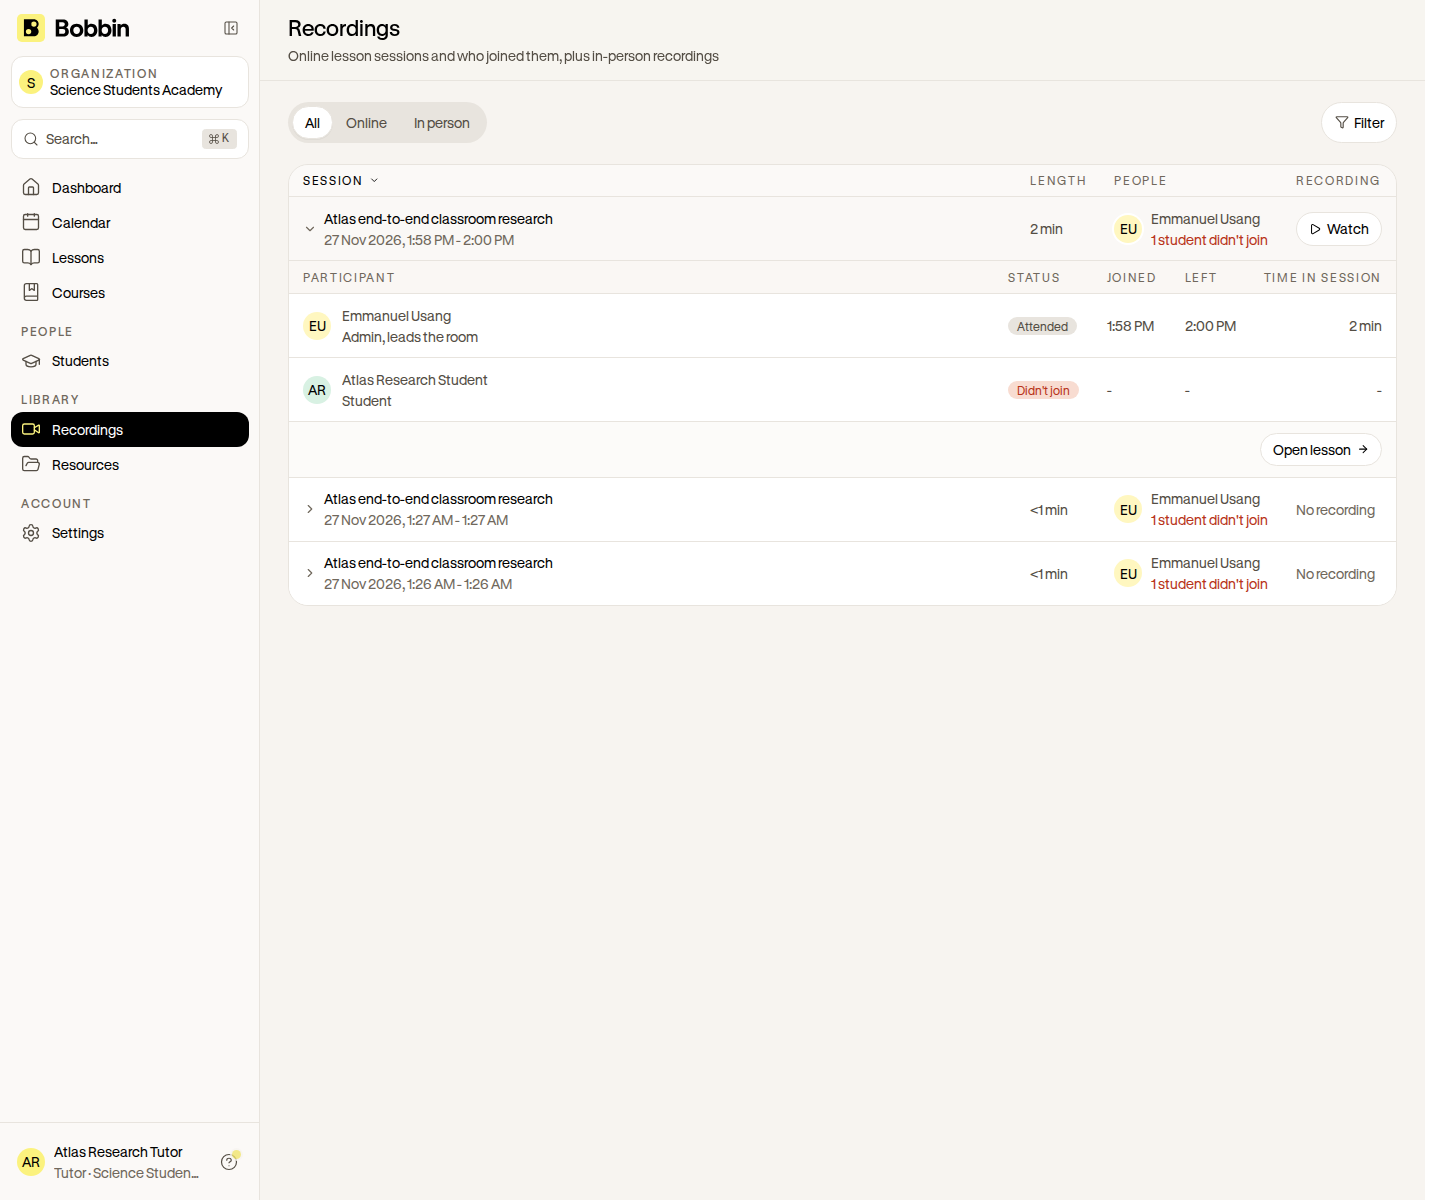 Bobbin
ORGANIZATION
S
Science Students Academy
Search...
⌘ K
Dashboard
Calendar
Lessons
Courses
PEOPLE
Students
LIBRARY
Recordings
Resources
ACCOUNT
Settings
AR
Atlas Research Tutor
Tutor · Science Studen...
Recordings
Online lesson sessions and who joined them, plus in-person recordings
All Online In person
Filter
SESSION LENGTH PEOPLE RECORDING
Atlas end-to-end classroom research
27 Nov 2026, 1:58 PM - 2:00 PM
2 min
EU
Emmanuel Usang
1 student didn't join
Watch
PARTICIPANT STATUS JOINED LEFT TIME IN SESSION
EU
Emmanuel Usang
Admin, leads the room
Attended 1:58 PM 2:00 PM 2 min
AR
Atlas Research Student
Student
Didn't join - - -
Open lesson →
Atlas end-to-end classroom research
27 Nov 2026, 1:27 AM - 1:27 AM
<1 min
EU
Emmanuel Usang
1 student didn't join
No recording
Atlas end-to-end classroom research
27 Nov 2026, 1:26 AM - 1:26 AM
<1 min
EU
Emmanuel Usang
1 student didn't join
No recording